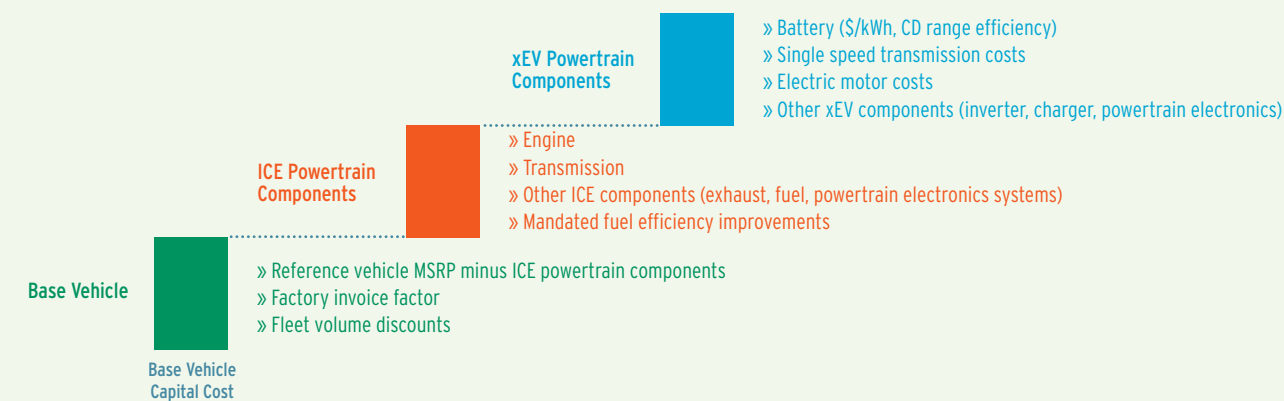 xEV Powertrain
Components
» Battery ($/kWh, CD range efficiency)
» Single speed transmission costs
» Electric motor costs
» Other xEV components (inverter, charger, powertrain electronics)
ICE Powertrain
Components
» Engine
» Transmission
» Other ICE components (exhaust, fuel, powertrain electronics systems)
» Mandated fuel efficiency improvements
Base Vehicle
» Reference vehicle MSRP minus ICE powertrain components
» Factory invoice factor
» Fleet volume discounts
Base Vehicle
Capital Cost